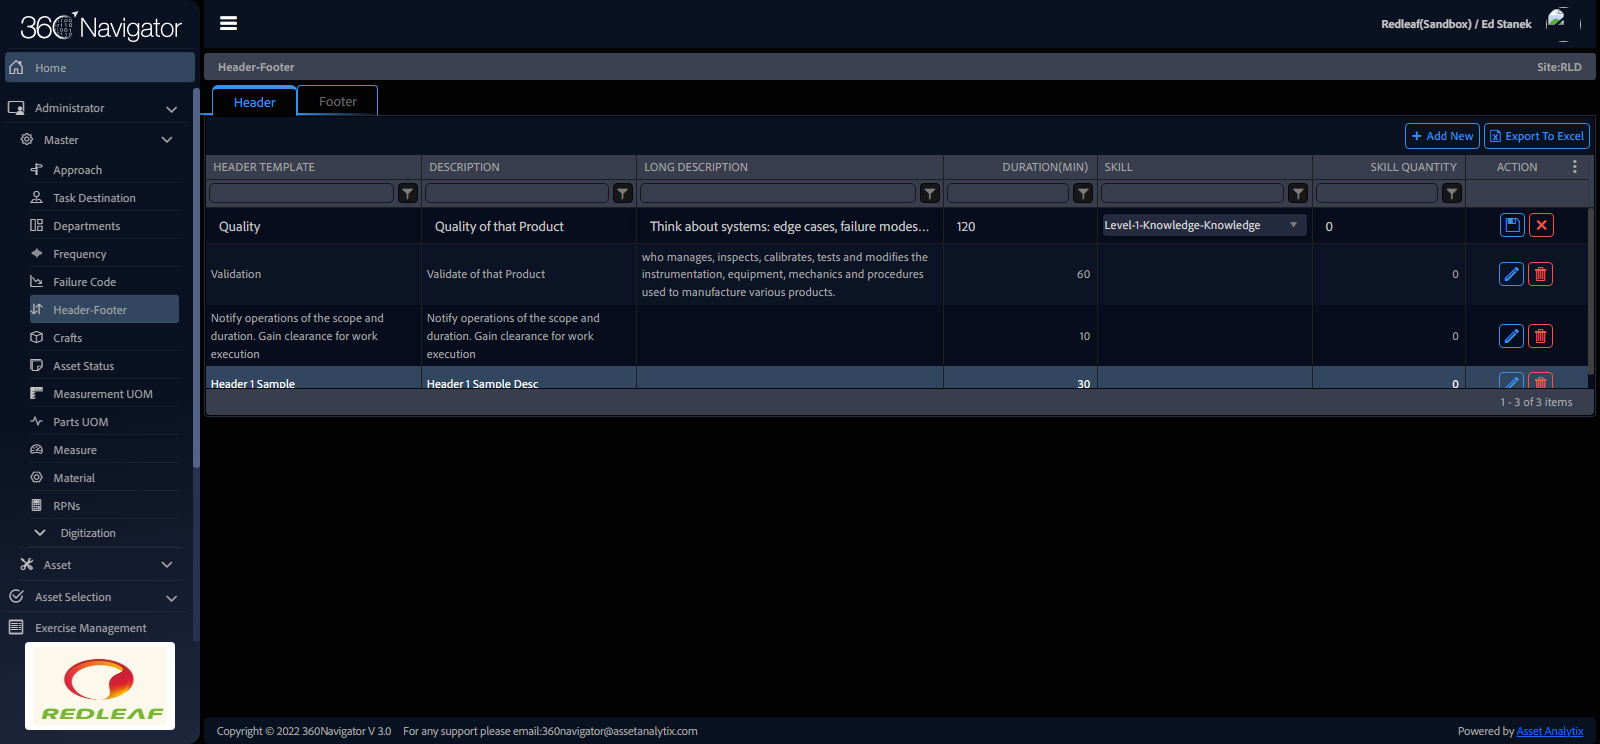 360 Navigator
Redleaf(Sandbox) / Ed Stanek
Home
Header-Footer
Site:RLD
Header
Footer
Administrator
Add New
Export To Excel
Master
HEADER TEMPLATE
DESCRIPTION
LONG DESCRIPTION
DURATION(MIN)
SKILL
SKILL QUANTITY
ACTION
Approach
Task Destination
Departments
Frequency
Failure Code
Header-Footer
Crafts
Asset Status
Measurement UOM
Parts UOM
Measure
Material
RPNs
Digitization
Asset
Asset Selection
Exercise Management
REDLEAF
Quality
Quality of that Product
Think about systems: edge cases, failure modes...
120
Level-1-Knowledge-Knowledge
0
Validation
Validate of that Product
who manages, inspects, calibrates, tests and modifies the
instrumentation, equipment, mechanics and procedures
used to manufacture various products.
60
0
Notify operations of the scope and
duration. Gain clearance for work
execution
Notify operations of the scope and
duration. Gain clearance for work
execution
10
0
Header 1 Sample
Header 1 Sample Desc
30
0
1 - 3 of 3 items
Copyright © 2022 360Navigator V 3.0
For any support please email:360navigator@assetanalytix.com
Powered by Asset Analytix